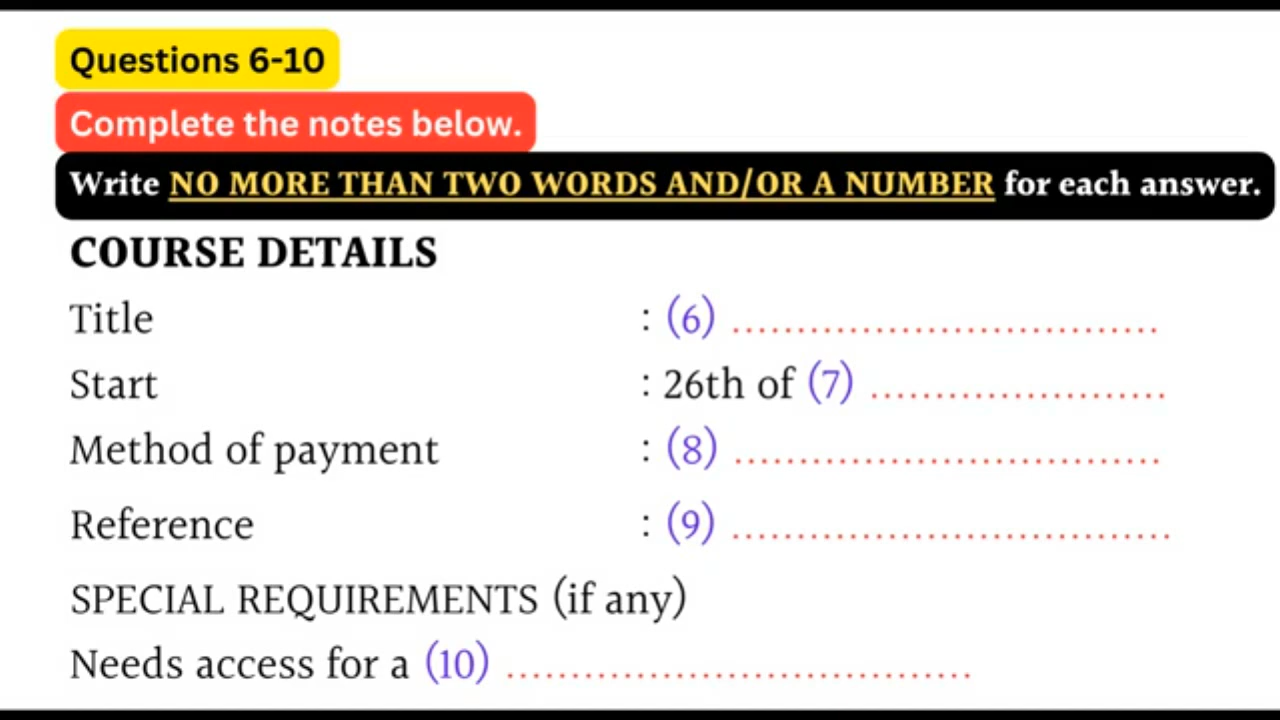 Questions 6-10
Complete the notes below.
Write NO MORE THAN TWO WORDS AND/OR A NUMBER for each answer.
COURSE DETAILS
Title : (6) .................................
Start : 26th of (7) .......................
Method of payment : (8) .................................
Reference : (9) ..................................
SPECIAL REQUIREMENTS (if any)
Needs access for a (10) ....................................